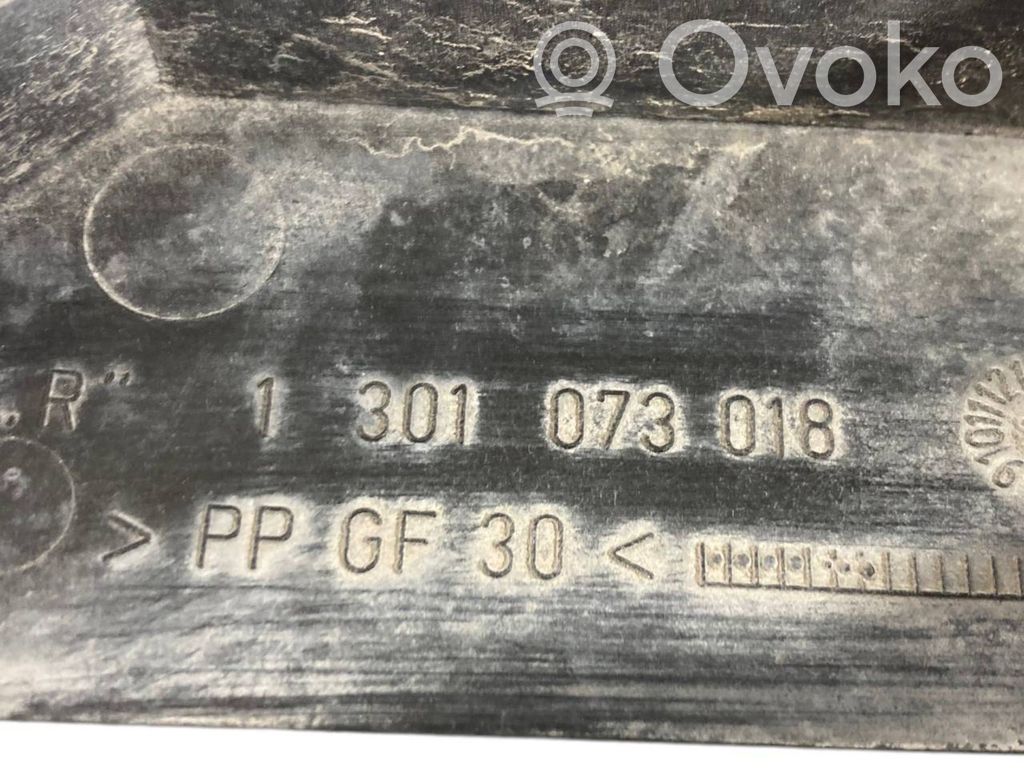 Ovoko
„R“ 1 301 073 018
> PP GF 30 <